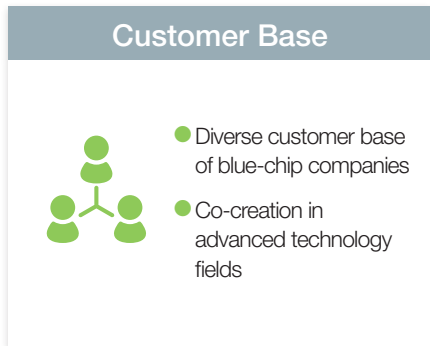 Customer Base
Diverse customer base
of blue-chip companies
Co-creation in
advanced technology
fields